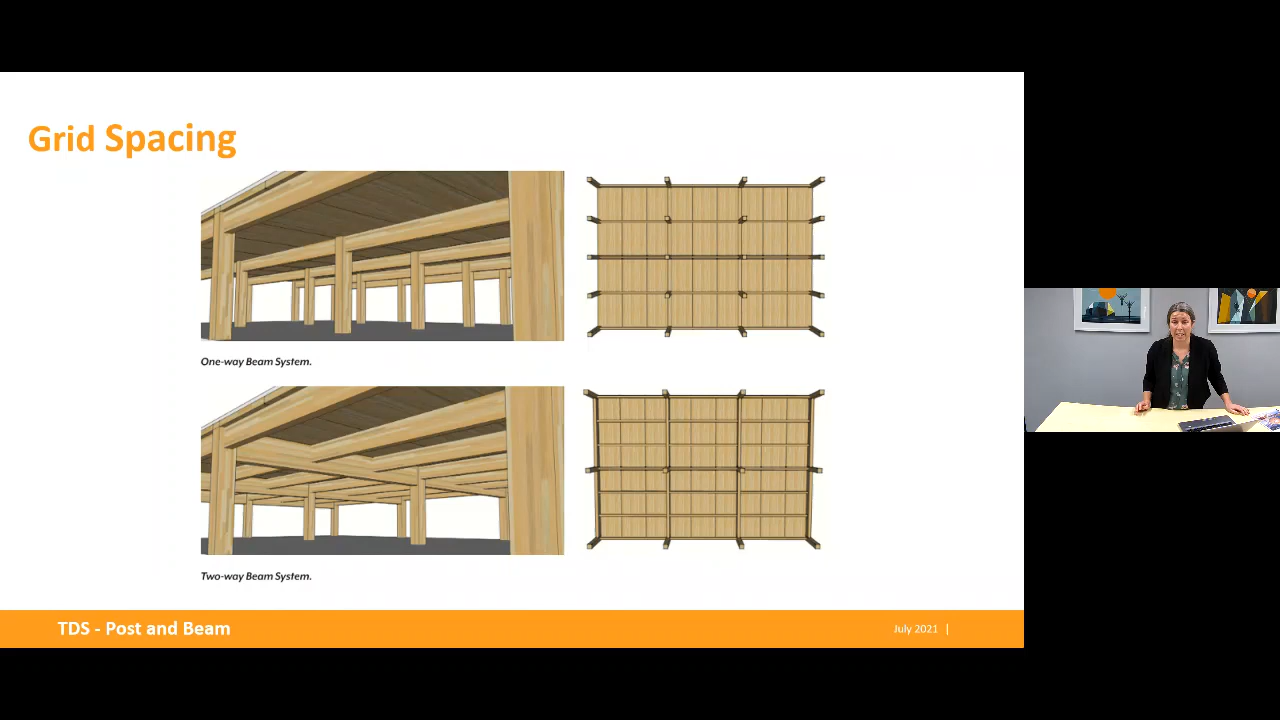 Grid Spacing
One-way Beam System.
Two-way Beam System.
TDS - Post and Beam
July 2021 |